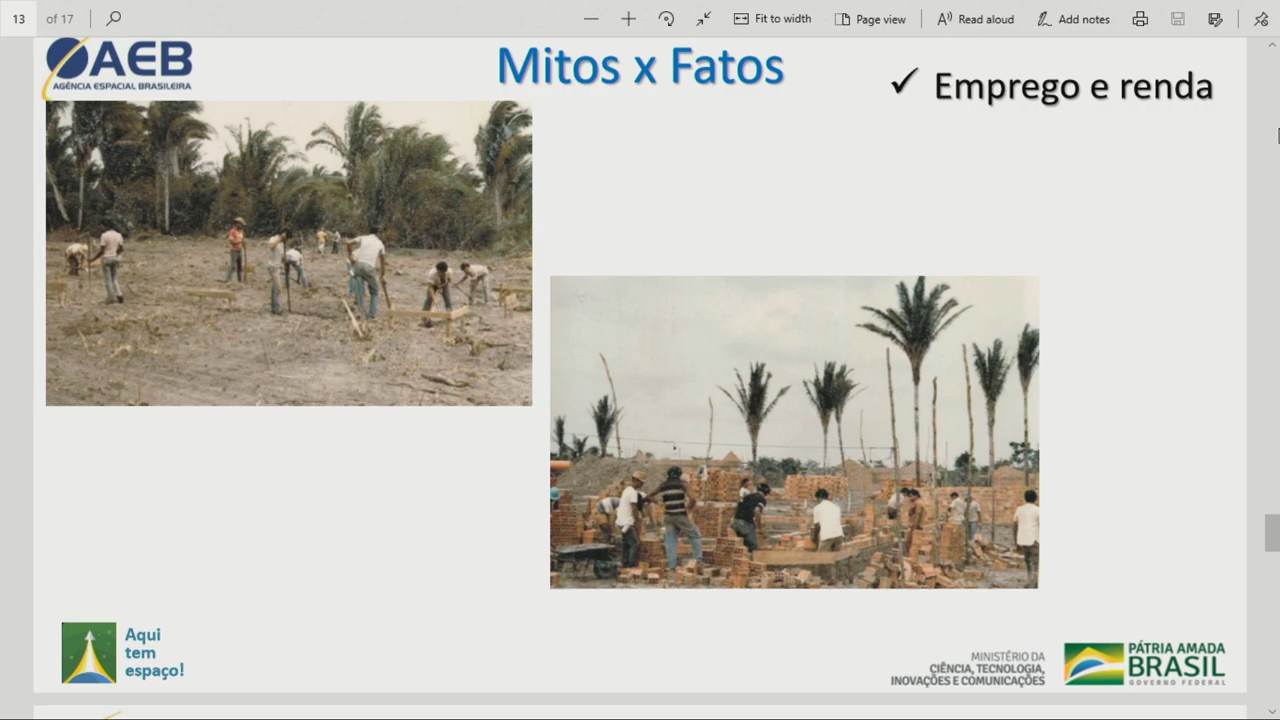 13 of 17
Fit to width
Page view
Read aloud
Add notes
AEB
AGÊNCIA ESPACIAL BRASILEIRA
Mitos x Fatos
✓ Emprego e renda
Aqui
tem
espaço!
MINISTÉRIO DA
CIÊNCIA, TECNOLOGIA,
INOVAÇÕES E COMUNICAÇÕES
PÁTRIA AMADA
BRASIL
GOVERNO FEDERAL